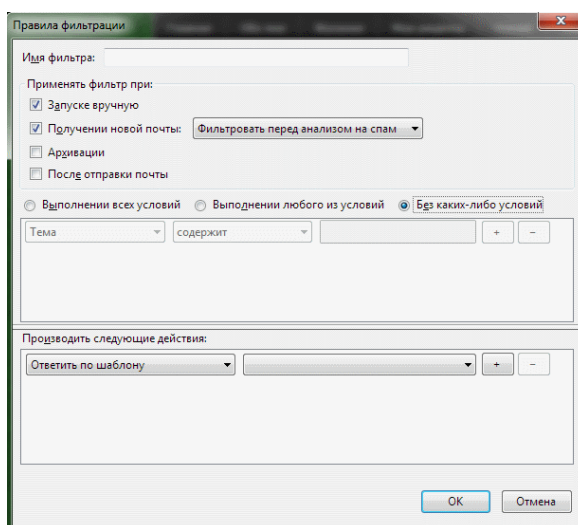 Правила фильтрации
Имя фильтра:
Применять фильтр при:
Запуске вручную
Получении новой почты: Фильтровать перед анализом на спам
Архивации
После отправки почты
Выполнении всех условий Выполнении любого из условий Без каких-либо условий
Тема содержит + -
Производить следующие действия:
Ответить по шаблону + -
OK Отмена